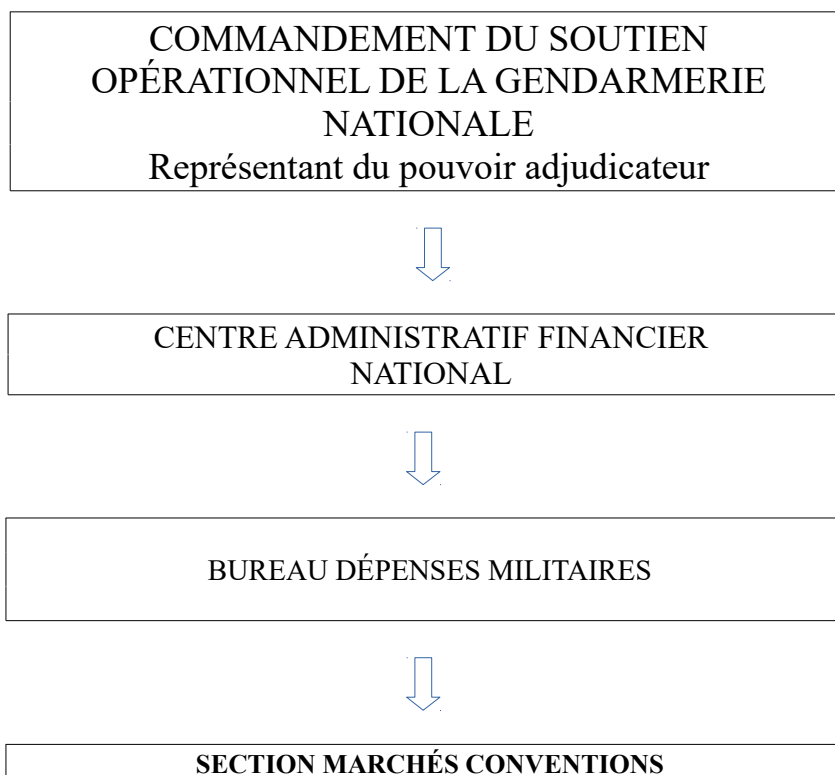 COMMANDEMENT DU SOUTIEN
OPÉRATIONNEL DE LA GENDARMERIE
NATIONALE
Représentant du pouvoir adjudicateur
CENTRE ADMINISTRATIF FINANCIER
NATIONAL
BUREAU DÉPENSES MILITAIRES
SECTION MARCHÉS CONVENTIONS